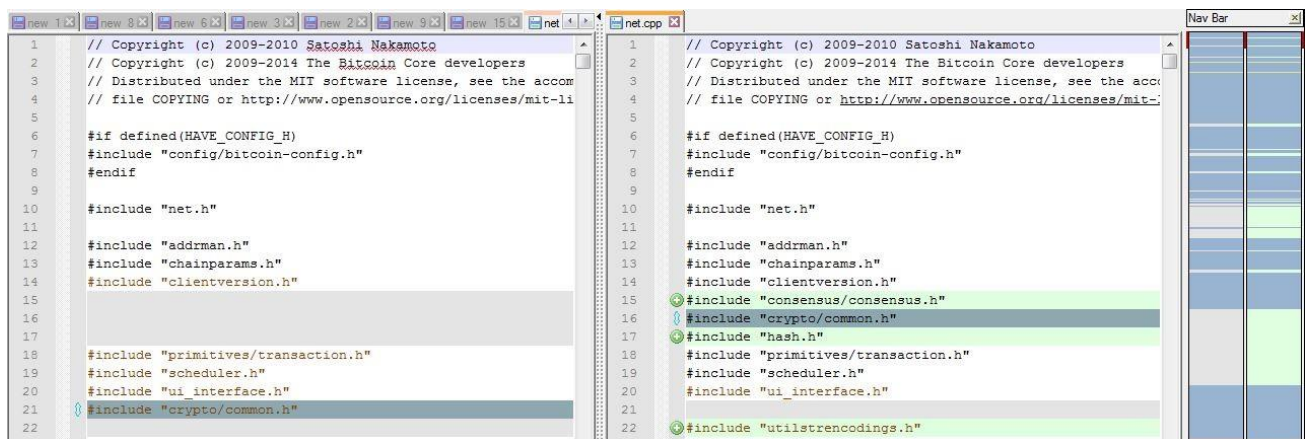 new 1 new 8 new 6 new 3 new 2 new 9 new 15 net
1 // Copyright (c) 2009-2010 Satoshi Nakamoto
2 // Copyright (c) 2009-2014 The Bitcoin Core developers
3 // Distributed under the MIT software license, see the accom
4 // file COPYING or http://www.opensource.org/licenses/mit-li
5
6 #if defined(HAVE_CONFIG_H)
7 #include "config/bitcoin-config.h"
8 #endif
9
10 #include "net.h"
11
12 #include "addrman.h"
13 #include "chainparams.h"
14 #include "clientversion.h"
15
16
17
18 #include "primitives/transaction.h"
19 #include "scheduler.h"
20 #include "ui_interface.h"
21 #include "crypto/common.h"
22
net.cpp
1 // Copyright (c) 2009-2010 Satoshi Nakamoto
2 // Copyright (c) 2009-2014 The Bitcoin Core developers
3 // Distributed under the MIT software license, see the acc
4 // file COPYING or http://www.opensource.org/licenses/mit-
5
6 #if defined(HAVE_CONFIG_H)
7 #include "config/bitcoin-config.h"
8 #endif
9
10 #include "net.h"
11
12 #include "addrman.h"
13 #include "chainparams.h"
14 #include "clientversion.h"
15 #include "consensus/consensus.h"
16 #include "crypto/common.h"
17 #include "hash.h"
18 #include "primitives/transaction.h"
19 #include "scheduler.h"
20 #include "ui_interface.h"
21
22 #include "utilstrencodings.h"
Nav Bar